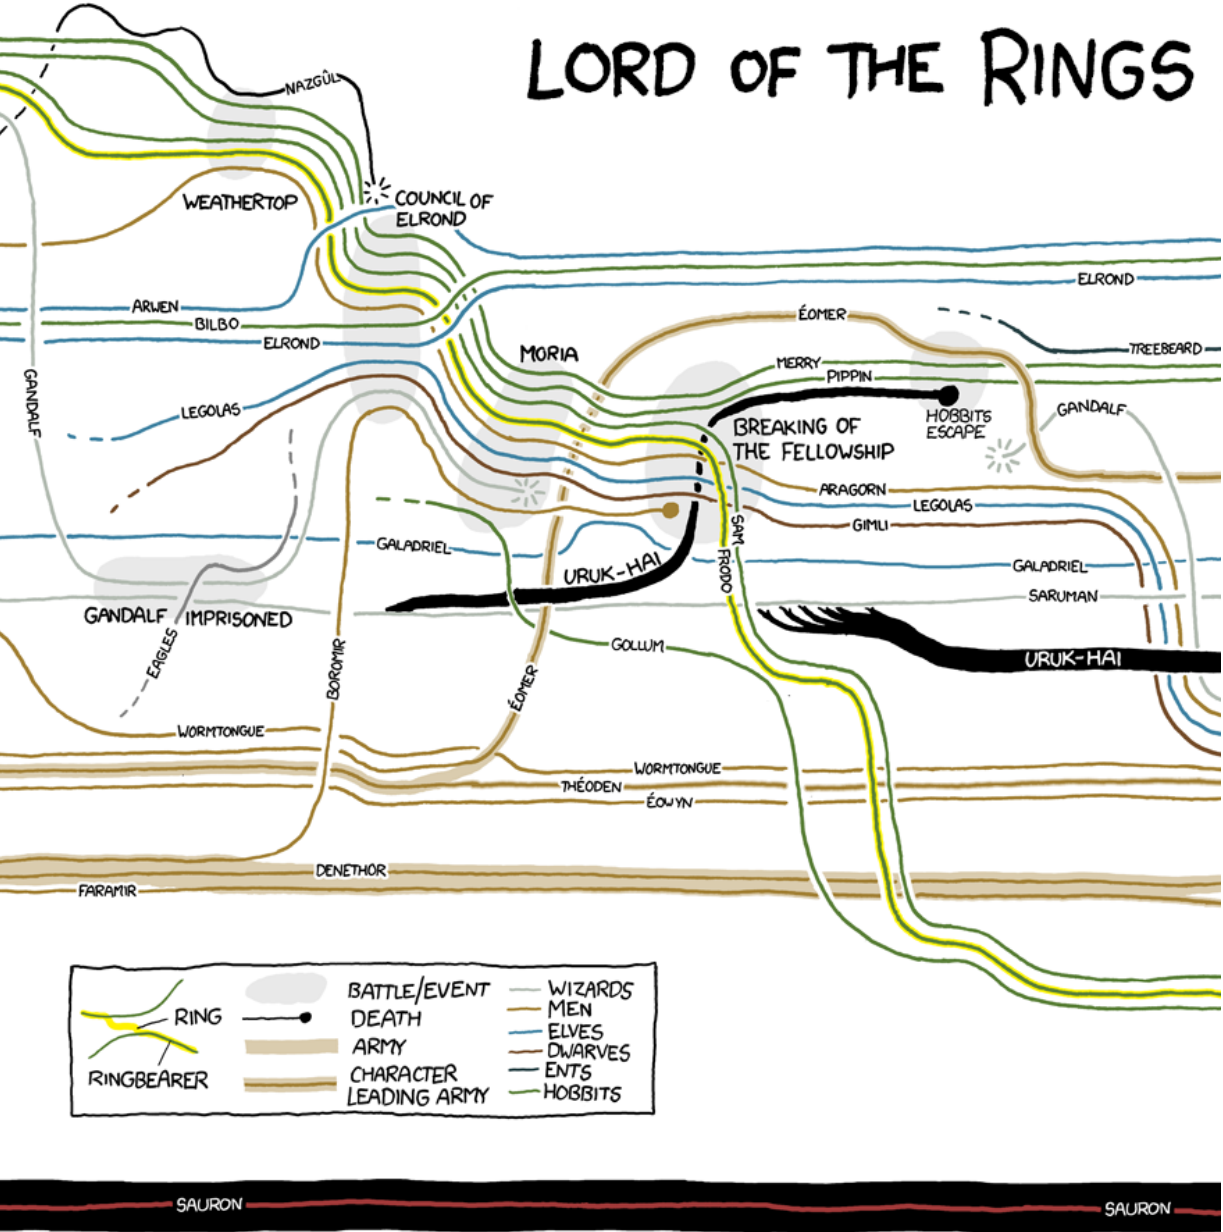 LORD OF THE RINGS
NAZGÛL
WEATHERTOP
COUNCIL OF
ELROND
ARWEN
BILBO
ELROND
ELROND
ÉOMER
MORIA
MERRY
TREEBEARD
PIPPIN
GANDALF
LEGOLAS
HOBBITS
ESCAPE
GANDALF
BREAKING OF
THE FELLOWSHIP
ARAGORN
LEGOLAS
GIMLI
SAM
FRODO
GALADRIEL
GALADRIEL
URUK-HAI
SARUMAN
GANDALF IMPRISONED
EAGLES
BOROMIR
GOLLUM
URUK-HAI
ÉOMER
WORMTONGUE
WORMTONGUE
THÉODEN
ÉOWYN
DENETHOR
FARAMIR
RING
RINGBEARER
BATTLE/EVENT
DEATH
ARMY
CHARACTER
LEADING ARMY
WIZARDS
MEN
ELVES
DWARVES
ENTS
HOBBITS
SAURON
SAURON